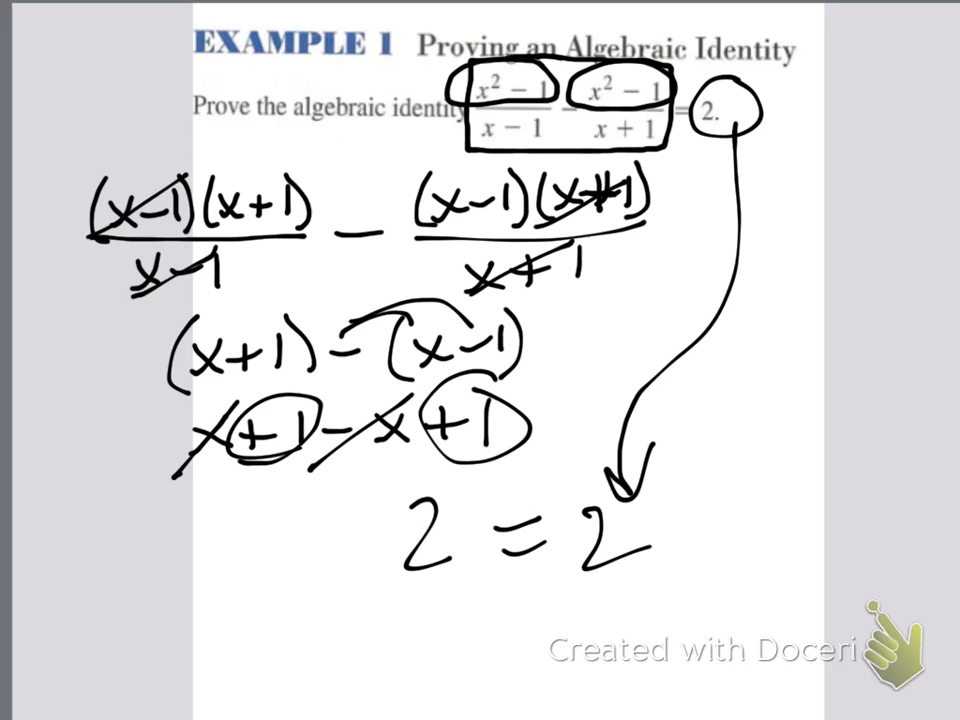 EXAMPLE 1 Proving an Algebraic Identity
Prove the algebraic identity (x² − 1)/(x − 1) − (x² − 1)/(x + 1) = 2.
(x−1)(x+1)/(x−1) − (x−1)(x+1)/(x+1)
(x+1) − (x−1)
x+1−x+1
2 = 2
Created with Doceri